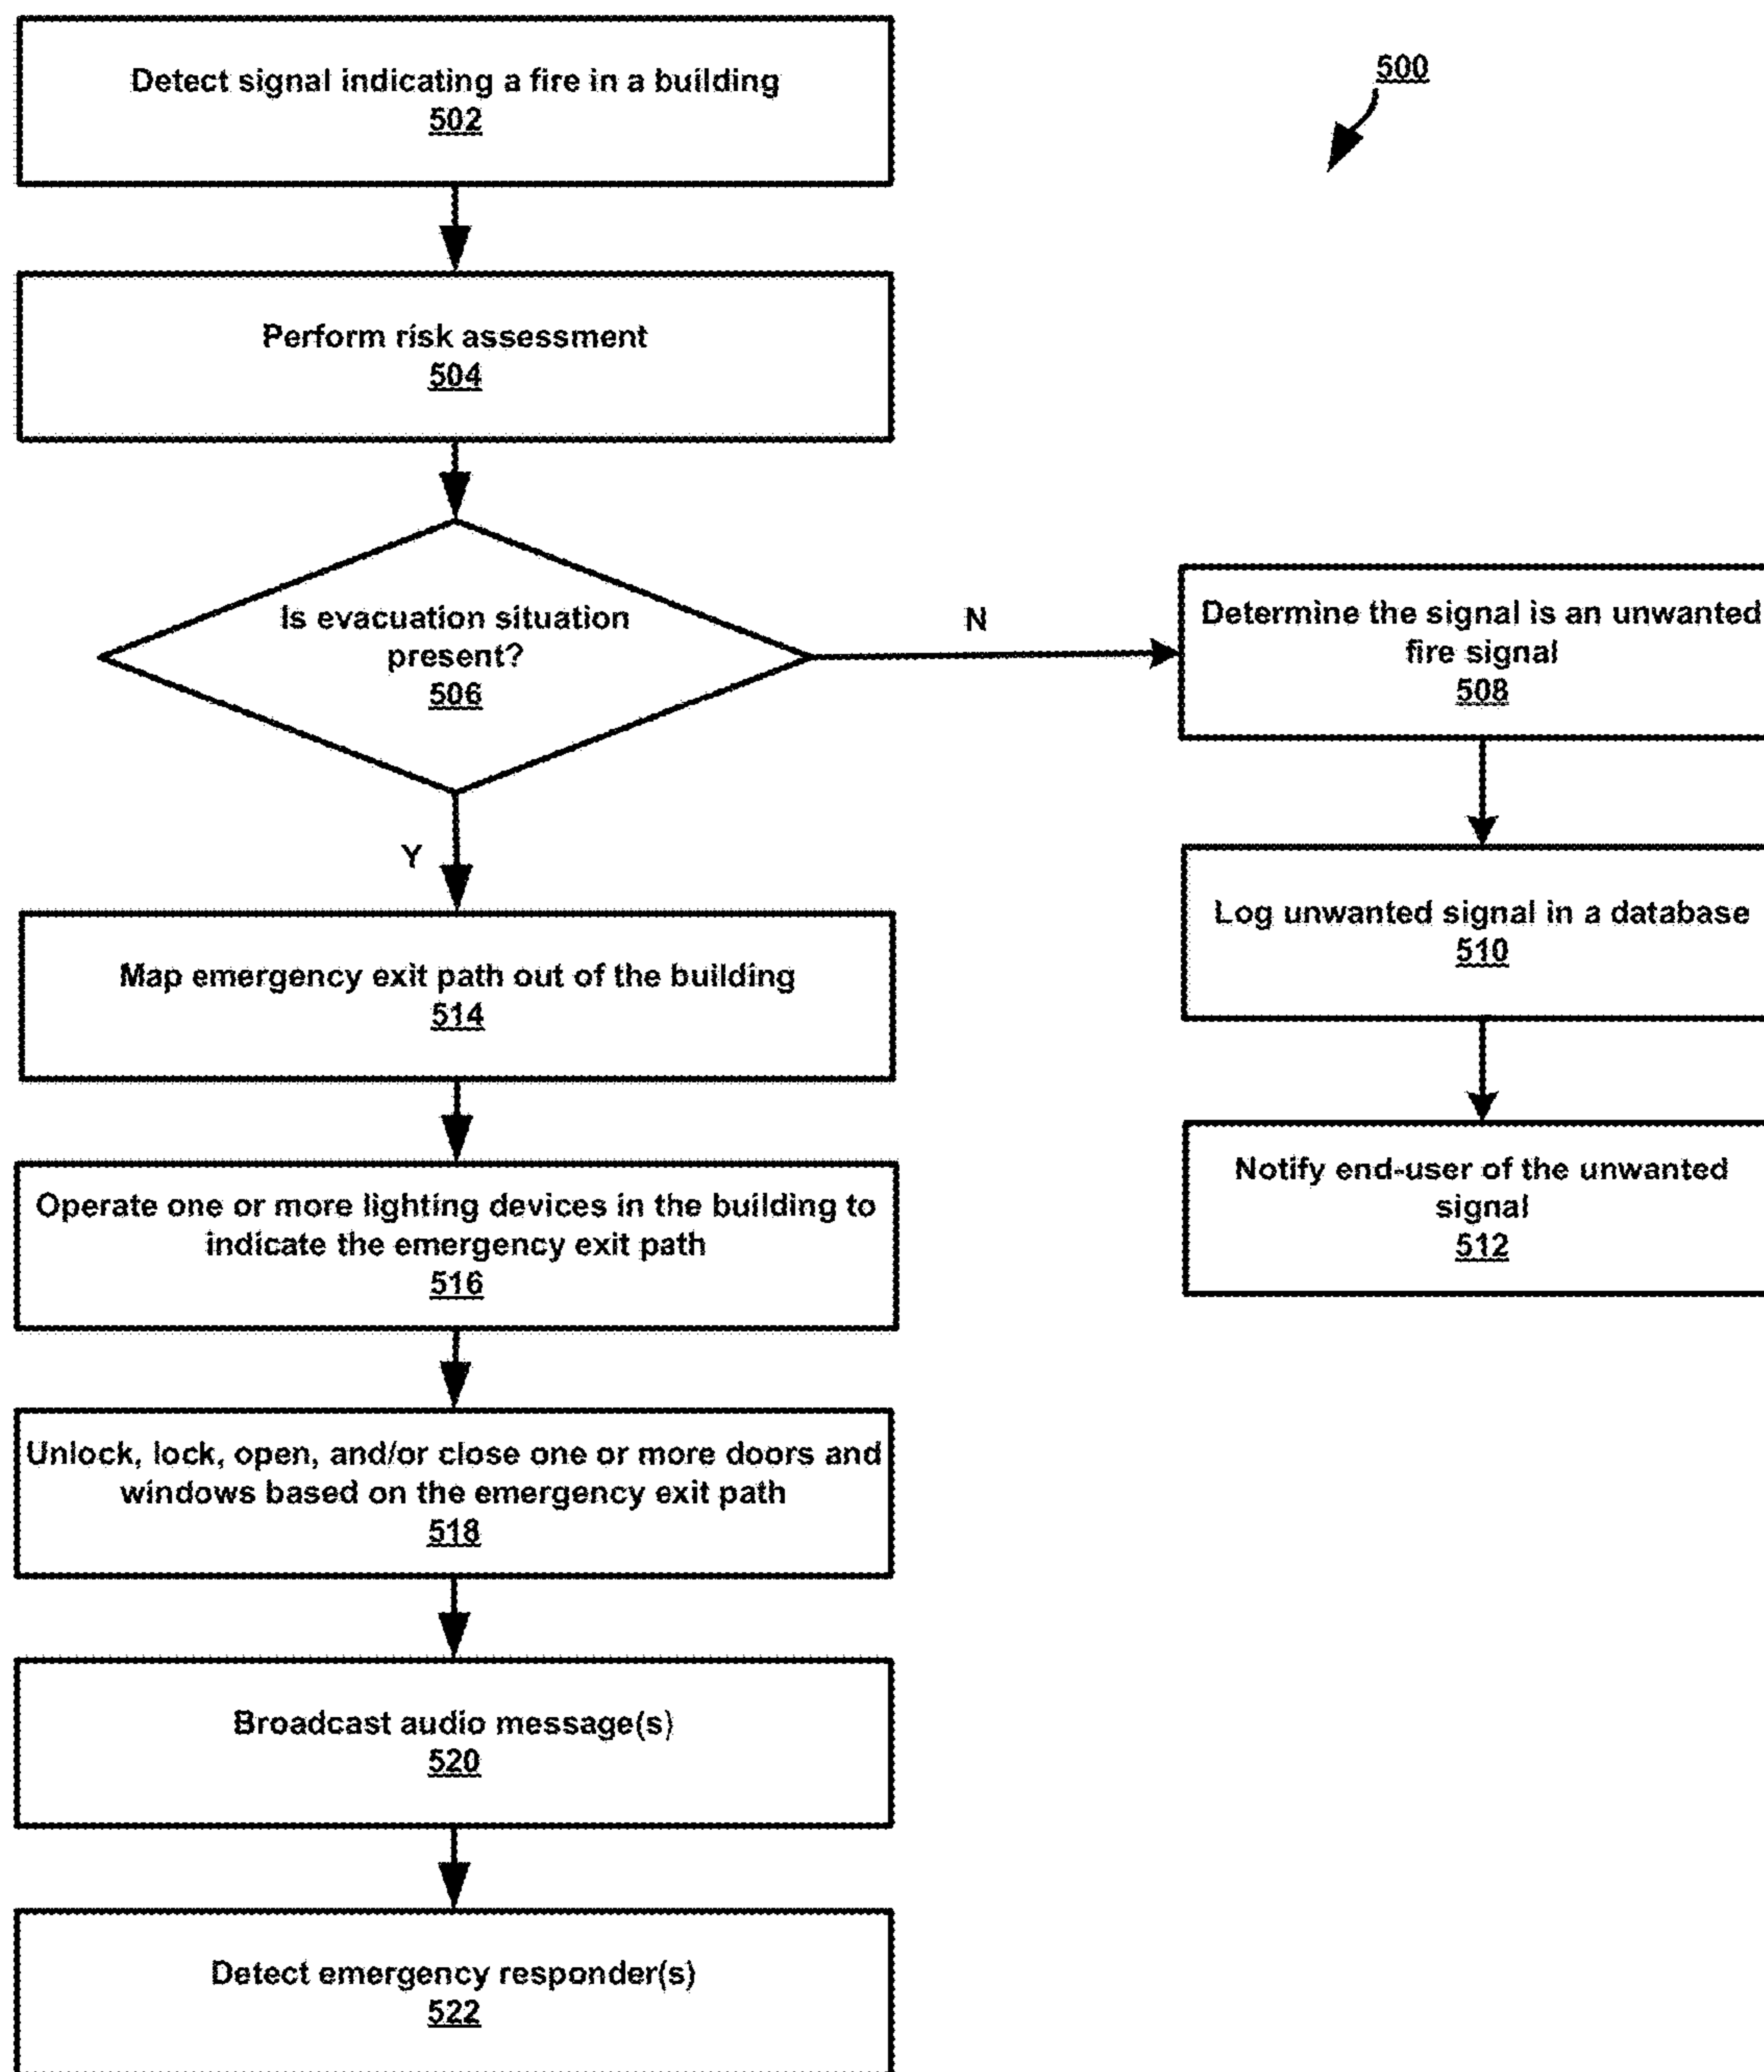 Detect signal indicating a fire in a building
502
500
Perform risk assessment
504
Is evacuation situation
present?
506
N
Determine the signal is an unwanted
fire signal
508
Y
Log unwanted signal in a database
510
Map emergency exit path out of the building
514
Notify end-user of the unwanted
signal
512
Operate one or more lighting devices in the building to
indicate the emergency exit path
516
Unlock, lock, open, and/or close one or more doors and
windows based on the emergency exit path
518
Broadcast audio message(s)
520
Detect emergency responder(s)
522